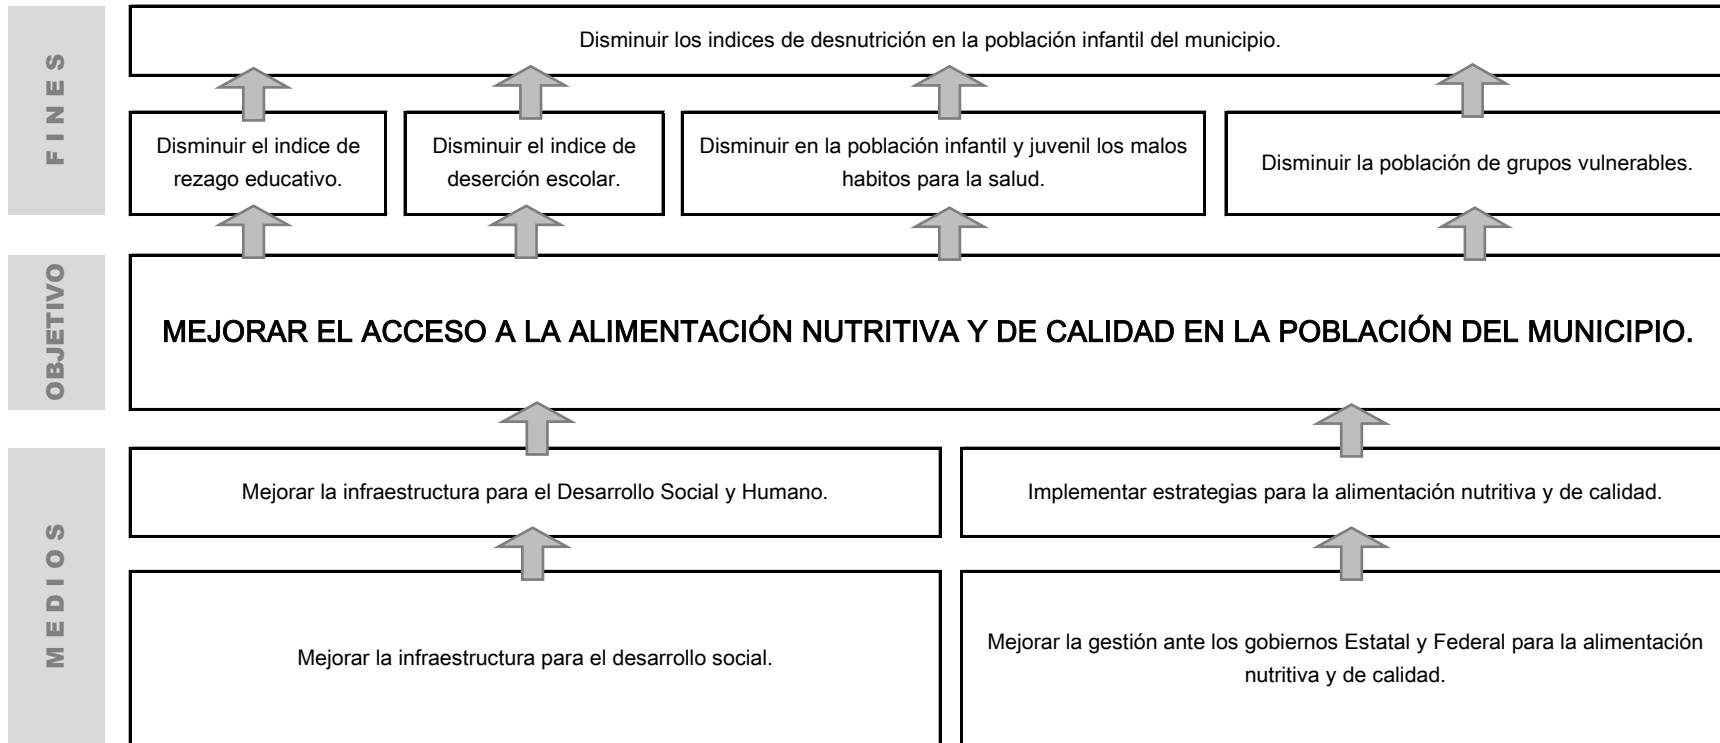 FINES
Disminuir los indices de desnutrición en la población infantil del municipio.
Disminuir el indice de
rezago educativo.
Disminuir el indice de
deserción escolar.
Disminuir en la población infantil y juvenil los malos
habitos para la salud.
Disminuir la población de grupos vulnerables.
OBJETIVO
MEJORAR EL ACCESO A LA ALIMENTACIÓN NUTRITIVA Y DE CALIDAD EN LA POBLACIÓN DEL MUNICIPIO.
MEDIOS
Mejorar la infraestructura para el Desarrollo Social y Humano.
Implementar estrategias para la alimentación nutritiva y de calidad.
Mejorar la infraestructura para el desarrollo social.
Mejorar la gestión ante los gobiernos Estatal y Federal para la alimentación
nutritiva y de calidad.